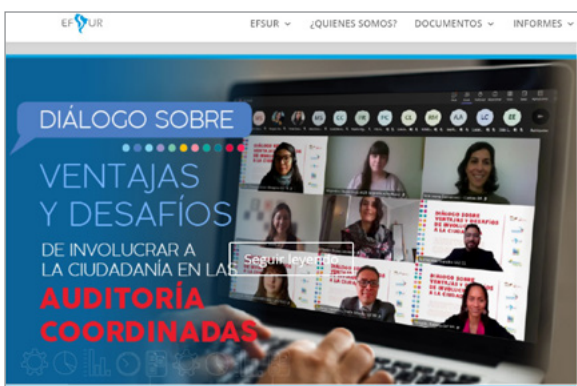 EFSUR
EFSUR ¿QUIENES SOMOS? DOCUMENTOS INFORMES
DIÁLOGO SOBRE
VENTAJAS
Y DESAFÍOS
DE INVOLUCRAR A
LA CIUDADANÍA EN LAS
Seguir leyendo
AUDITORÍA
COORDINADAS